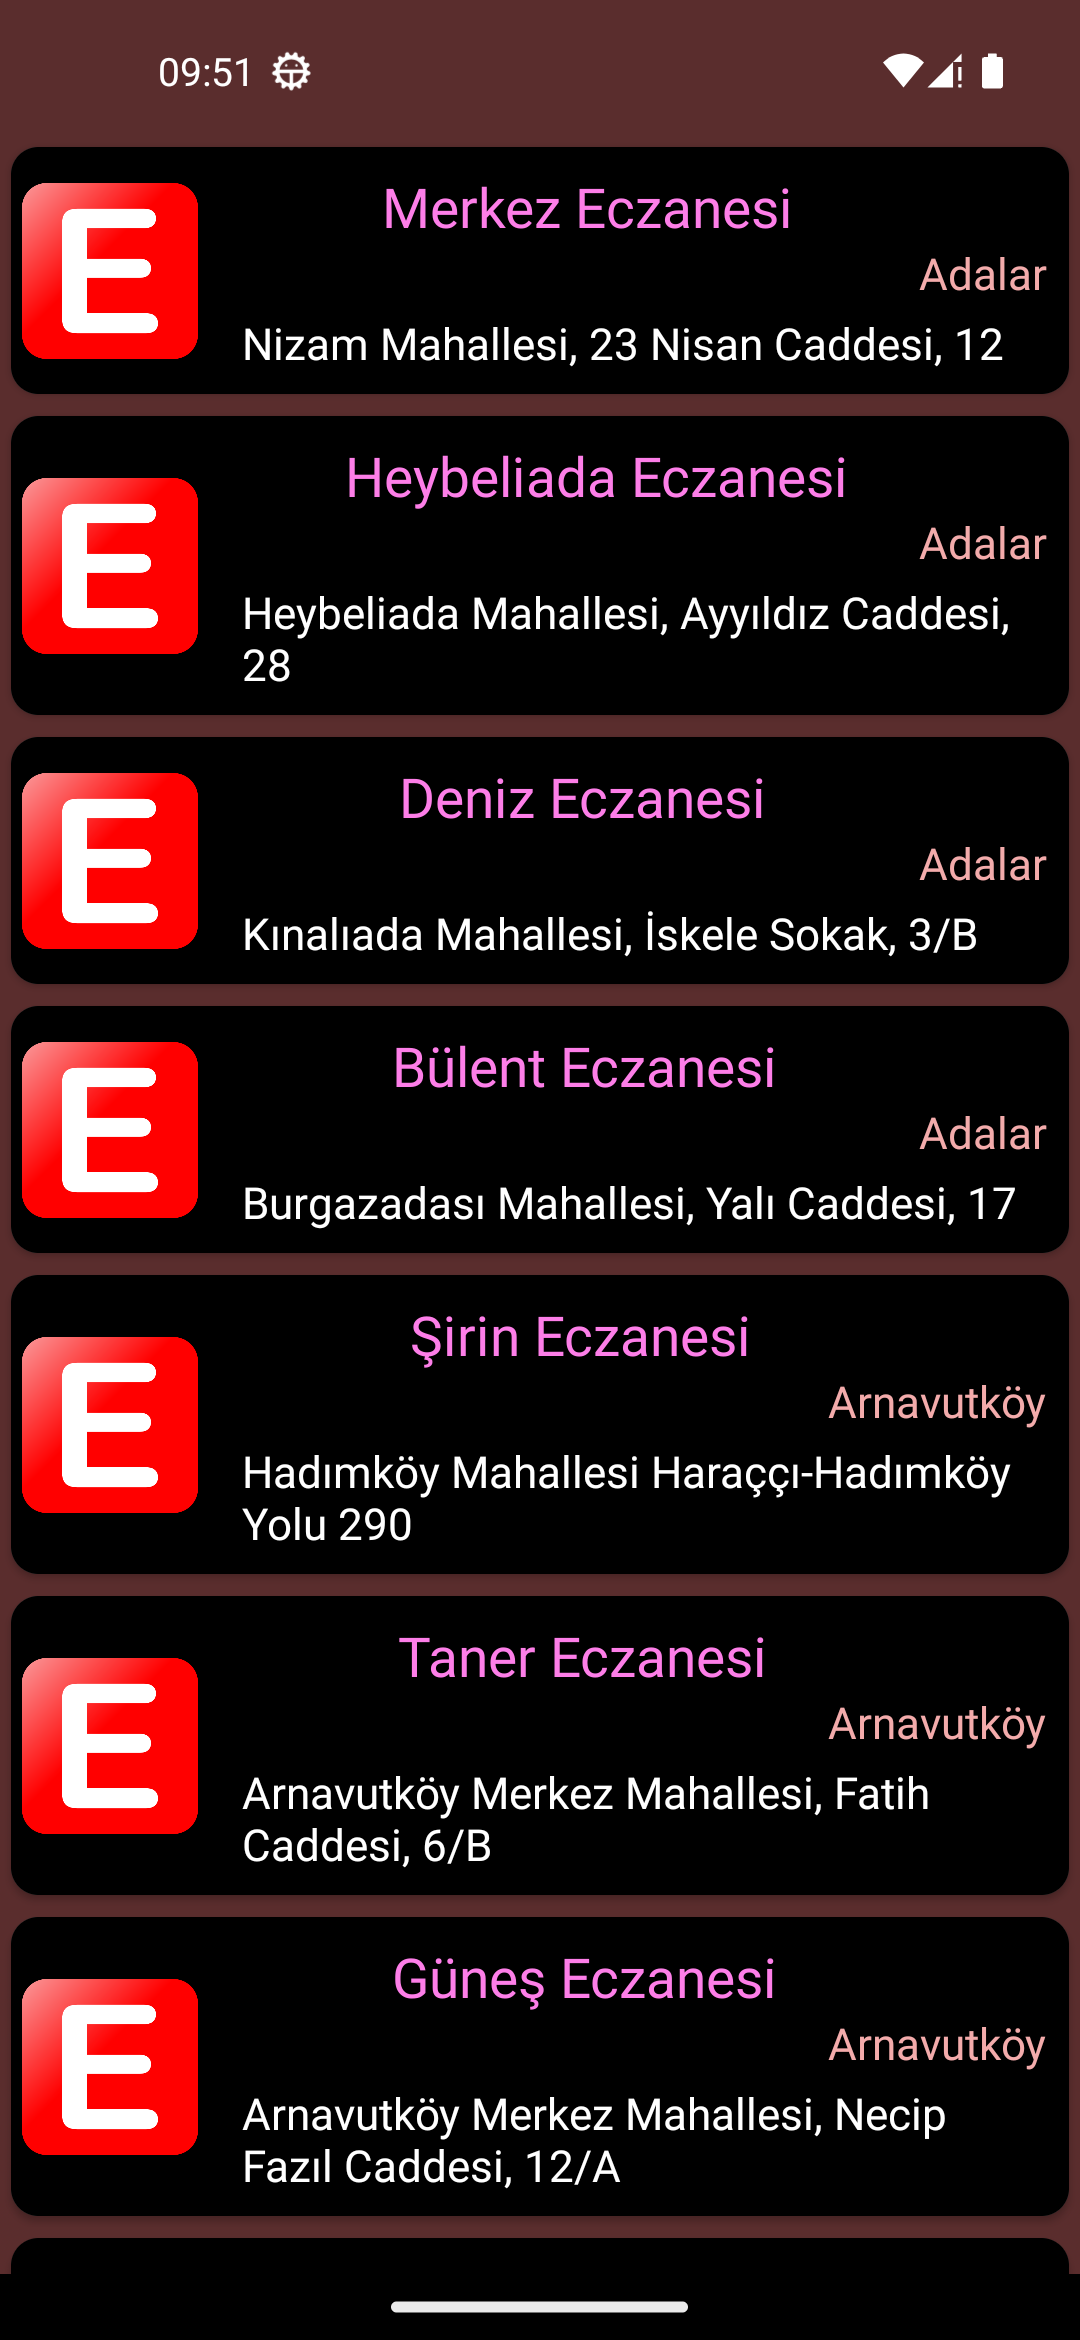 09:51
E
Merkez Eczanesi
Adalar
Nizam Mahallesi, 23 Nisan Caddesi, 12
E
Heybeliada Eczanesi
Adalar
Heybeliada Mahallesi, Ayyıldız Caddesi,
28
E
Deniz Eczanesi
Adalar
Kınalıada Mahallesi, İskele Sokak, 3/B
E
Bülent Eczanesi
Adalar
Burgazadası Mahallesi, Yalı Caddesi, 17
E
Şirin Eczanesi
Arnavutköy
Hadımköy Mahallesi Haraççı-Hadımköy
Yolu 290
E
Taner Eczanesi
Arnavutköy
Arnavutköy Merkez Mahallesi, Fatih
Caddesi, 6/B
E
Güneş Eczanesi
Arnavutköy
Arnavutköy Merkez Mahallesi, Necip
Fazıl Caddesi, 12/A